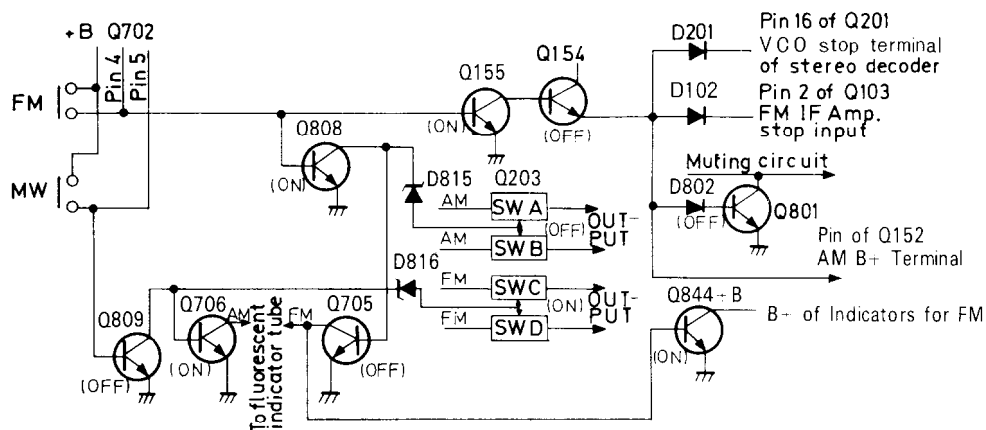 +B Q702
Pin 4
Pin 5
FM
MW
Q808
(ON)
Q155
(ON)
Q154
(OFF)
D201
Pin 16 of Q201
VCO stop terminal
of stereo decoder
D102
Pin 2 of Q103
FM IF Amp.
stop input
Muting circuit
D802
(OFF)
Q801
Pin of Q152
AM B+ Terminal
D815
Q203
AM
SW A
(OFF)
OUT-
PUT
AM
SW B
D816
FM
SW C
(ON)
OUT-
PUT
FM
SW D
Q809
(OFF)
Q706
(ON)
AM
To fluorescent
indicator tube
FM
Q705
(OFF)
Q844 +B
(ON)
B+ of Indicators for FM